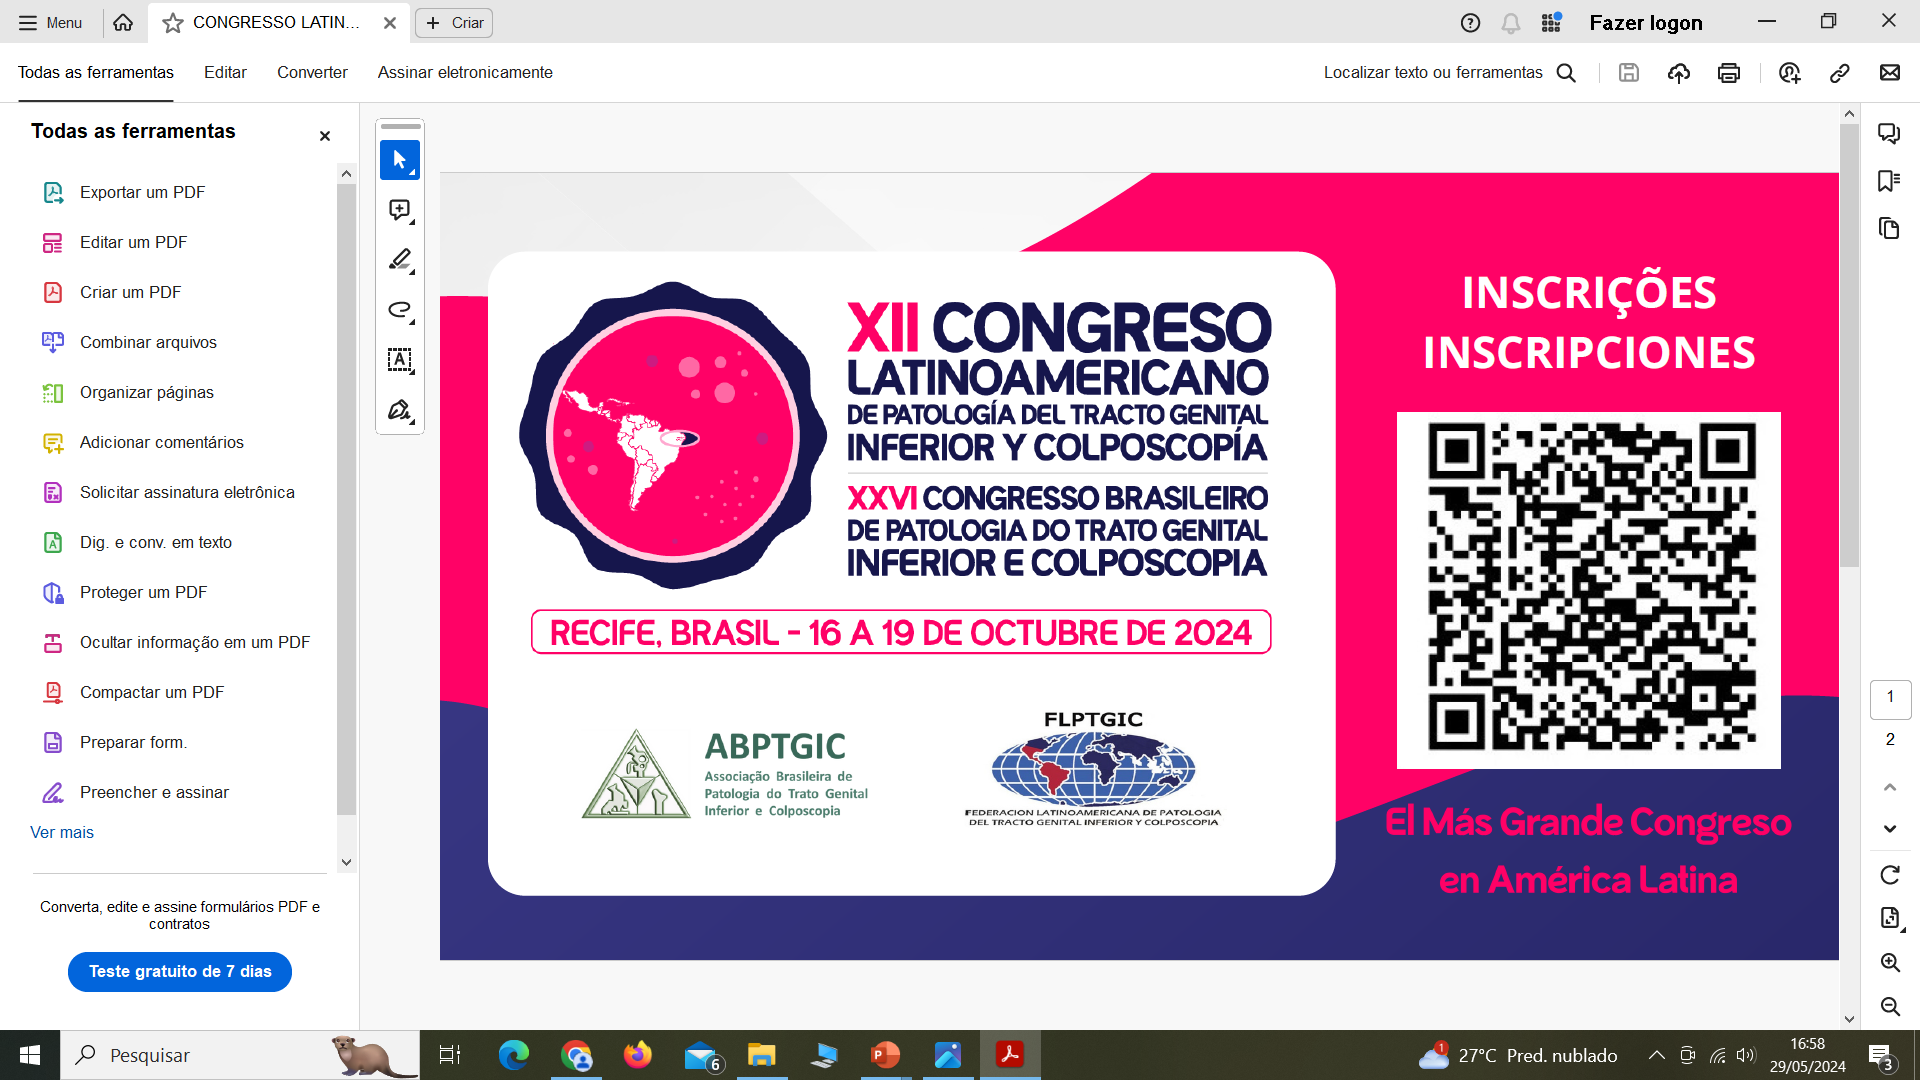 Menu
CONGRESSO LATIN...
Criar
Fazer logon
Todas as ferramentas
Editar
Converter
Assinar eletronicamente
Localizar texto ou ferramentas
Todas as ferramentas
Exportar um PDF
Editar um PDF
Criar um PDF
Combinar arquivos
Organizar páginas
Adicionar comentários
Solicitar assinatura eletrônica
Dig. e conv. em texto
Proteger um PDF
Ocultar informação em um PDF
Compactar um PDF
Preparar form.
Preencher e assinar
Ver mais
Converta, edite e assine formulários PDF e
contratos
Teste gratuito de 7 dias
XII CONGRESO
LATINOAMERICANO
DE PATOLOGÍA DEL TRACTO GENITAL
INFERIOR Y COLPOSCOPÍA
XXVI CONGRESSO BRASILEIRO
DE PATOLOGIA DO TRATO GENITAL
INFERIOR E COLPOSCOPIA
RECIFE, BRASIL - 16 A 19 DE OCTUBRE DE 2024
ABPTGIC
Associação Brasileira de
Patologia do Trato Genital
Inferior e Colposcopia
FLPTGIC
FEDERACION LATINOAMERICANA DE PATOLOGIA
DEL TRACTO GENITAL INFERIOR Y COLPOSCOPIA
INSCRIÇÕES
INSCRIPCIONES
El Más Grande Congreso
en América Latina
1
2
Pesquisar
6
1
27°C Pred. nublado
16:58
29/05/2024
3